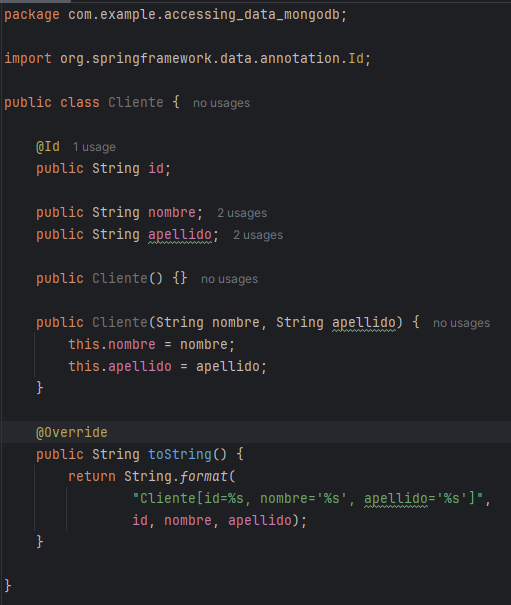 package com.example.accessing_data_mongodb;
import org.springframework.data.annotation.Id;
public class Cliente {  no usages
@Id  1 usage
public String id;
public String nombre;  2 usages
public String apellido;  2 usages
public Cliente() {}  no usages
public Cliente(String nombre, String apellido) {  no usages
this.nombre = nombre;
this.apellido = apellido;
}
@Override
public String toString() {
return String.format(
"Cliente[id=%s, nombre='%s', apellido='%s']",
id, nombre, apellido);
}
}